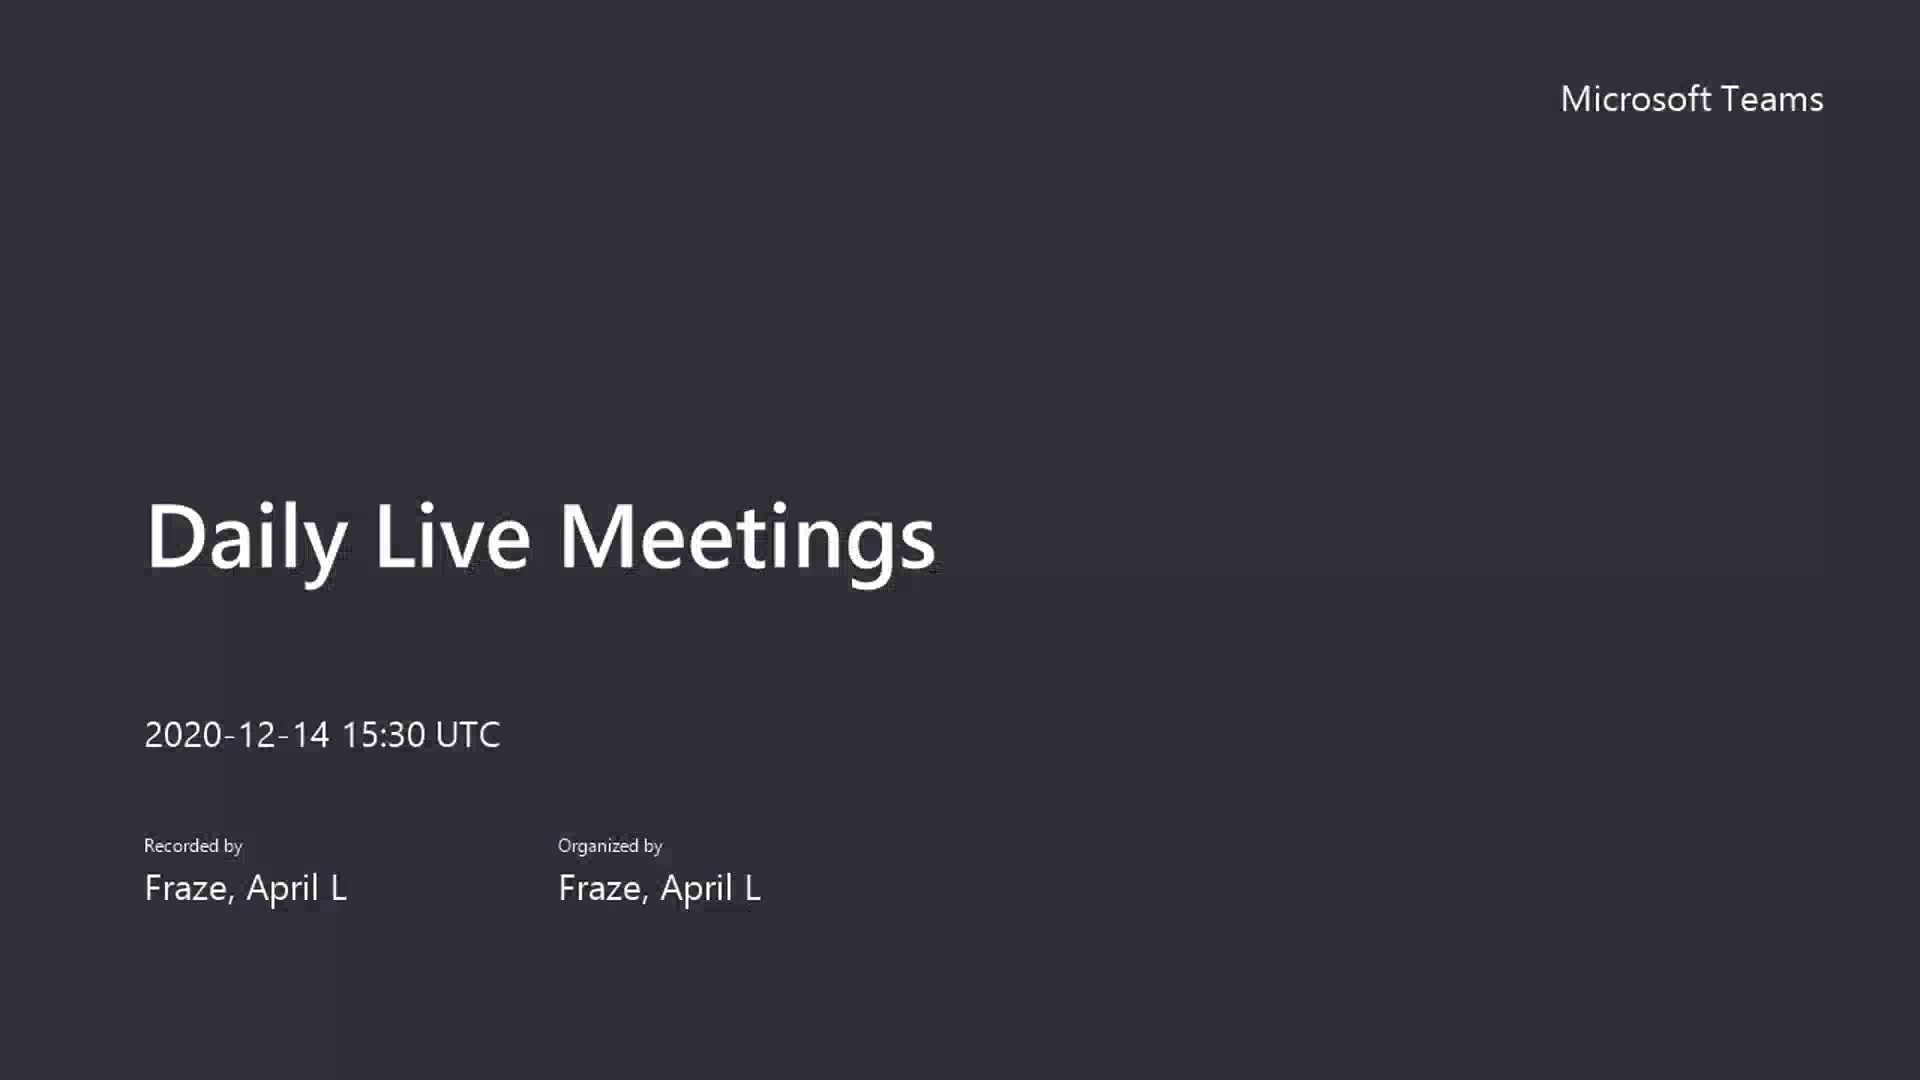 Microsoft Teams
Daily Live Meetings
2020-12-14 15:30 UTC
Recorded by
Fraze, April L
Organized by
Fraze, April L